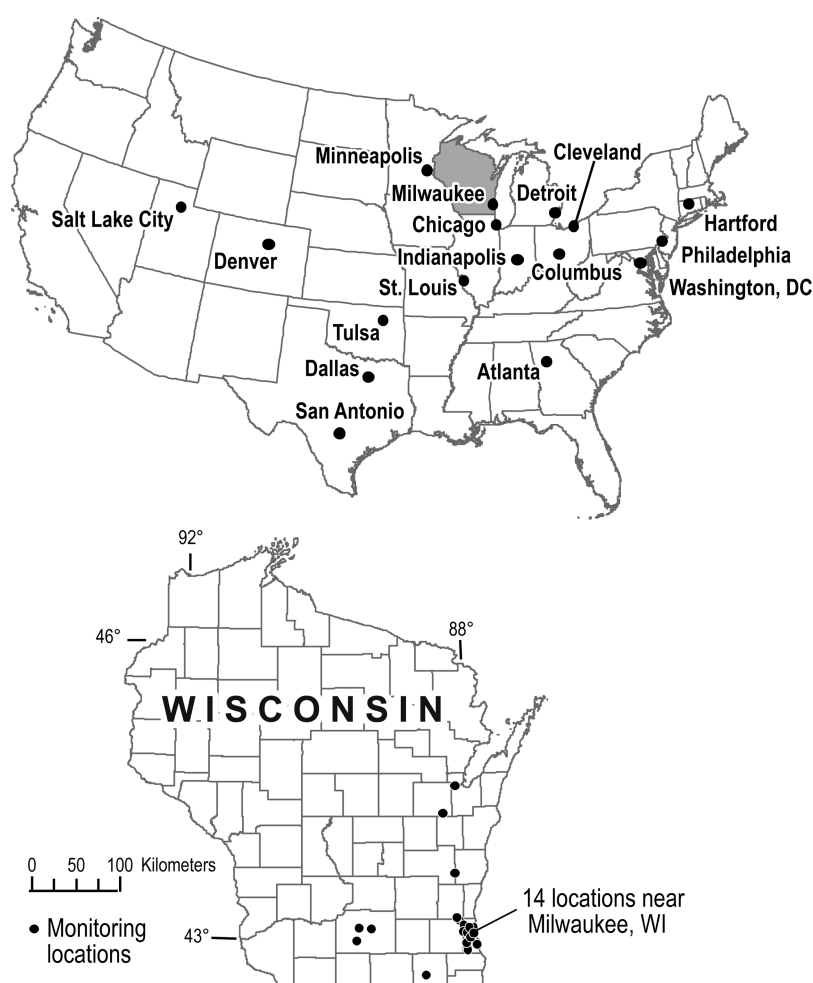 Cleveland
Minneapolis
Milwaukee
Detroit
Salt Lake City
Chicago
Hartford
Denver
Indianapolis
Columbus
Philadelphia
St. Louis
Washington, DC
Tulsa
Dallas
Atlanta
San Antonio
92°
46°
88°
WISCONSIN
0 50 100 Kilometers
14 locations near
Milwaukee, WI
Monitoring
locations
43°